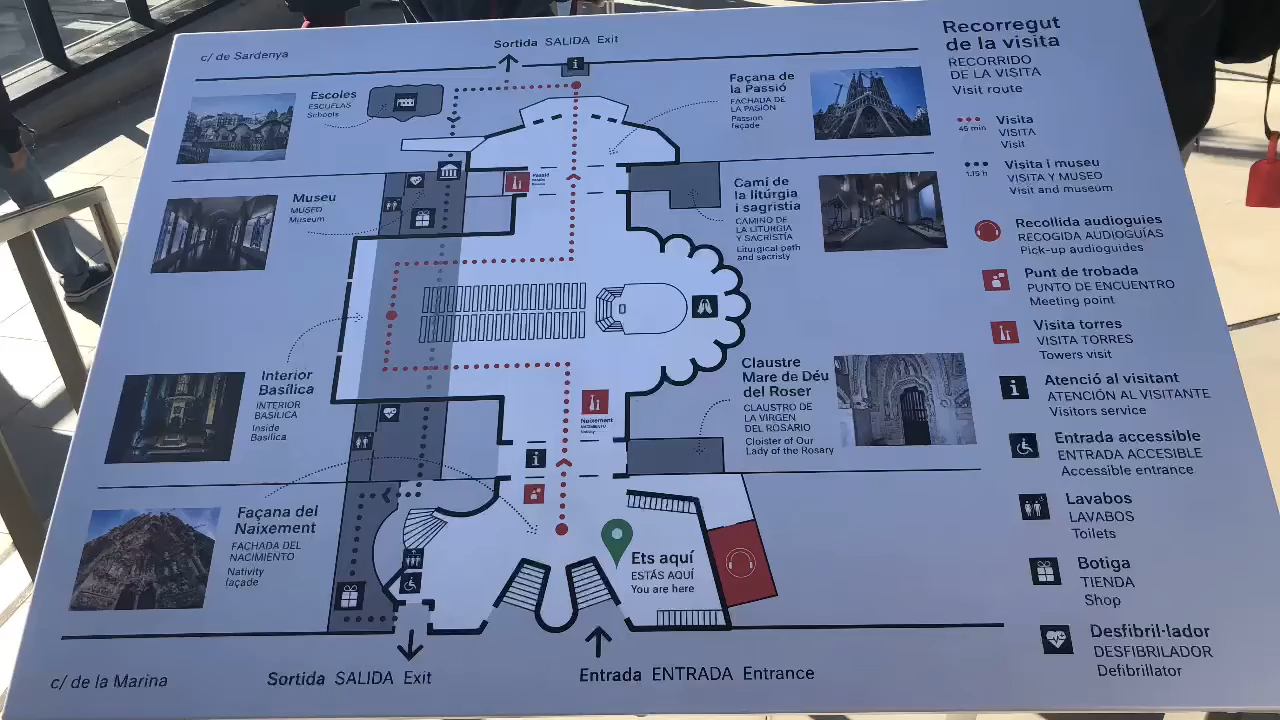 c/ de Sardenya
Sortida SALIDA Exit
Recorregut
de la visita
RECORRIDO
DE LA VISITA
Visit route
Escoles
ESCUELAS
Schools
Façana de
la Passió
FACHADA DE
LA PASIÓN
Passion
façade
45 min
Visita
VISITA
Visit
1.15 h
Visita i museu
VISITA Y MUSEO
Visit and museum
Museu
MUSEO
Museum
Camí de
la litúrgia
i sagristia
CAMINO DE
LA LITURGIA
Y SACRISTÍA
Liturgical path
and sacristy
Recollida audioguies
RECOGIDA AUDIOGUÍAS
Pick-up audioguides
Punt de trobada
PUNTO DE ENCUENTRO
Meeting point
Visita torres
VISITA TORRES
Towers visit
Interior
Basílica
INTERIOR
BASILICA
Inside
Basilica
Naixement
NACIMIENTO
Nativity
Claustre
Mare de Déu
del Roser
CLAUSTRO DE
LA VIRGEN
DEL ROSARIO
Cloister of Our
Lady of the Rosary
Atenció al visitant
ATENCIÓN AL VISITANTE
Visitors service
Entrada accessible
ENTRADA ACCESIBLE
Accessible entrance
Lavabos
LAVABOS
Toilets
Façana del
Naixement
FACHADA DEL
NACIMIENTO
Nativity
façade
Ets aquí
ESTÁS AQUÍ
You are here
Botiga
TIENDA
Shop
Desfibril·lador
DESFIBRILADOR
Defibrillator
c/ de la Marina
Sortida SALIDA Exit
Entrada ENTRADA Entrance